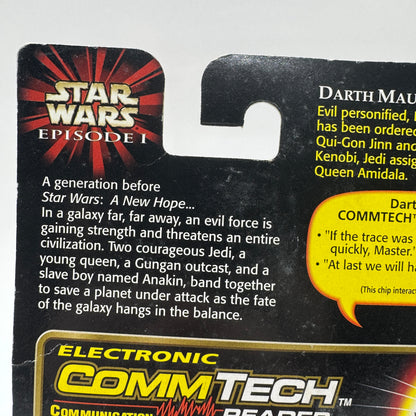 STAR
WARS
EPISODE I
A generation before
Star Wars: A New Hope...
In a galaxy far, far away, an evil force is
gaining strength and threatens an entire
civilization. Two courageous Jedi, a
young queen, a Gungan outcast, and a
slave boy named Anakin, band together
to save a planet under attack as the fate
of the galaxy hangs in the balance.
DARTH MAU
Evil personified,
has been ordered
Qui-Gon Jinn and
Kenobi, Jedi assig
Queen Amidala.
Dart
COMMTECH
• "If the trace was
quickly, Master."
• "At last we will h
(This chip interac
ELECTRONIC
COMMTECH™
COMMUNICATION READER